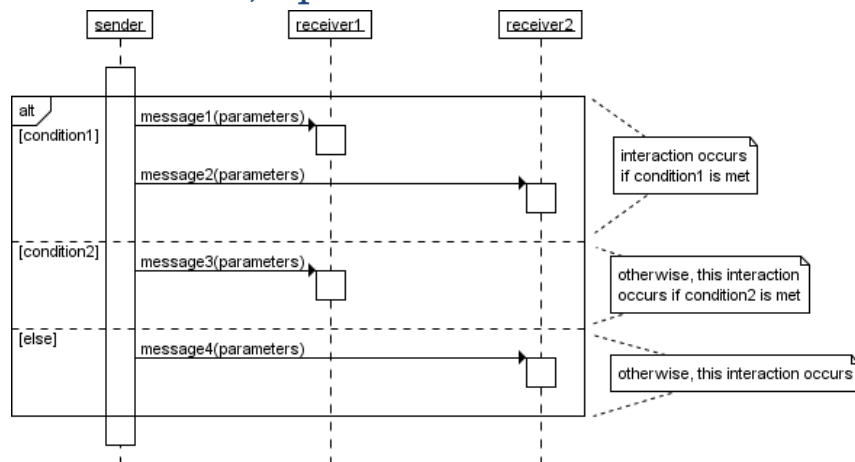 sender
receiver1
receiver2
alt
[condition1]
message1(parameters)
message2(parameters)
interaction occurs
if condition1 is met
[condition2]
message3(parameters)
otherwise, this interaction
occurs if condition2 is met
[else]
message4(parameters)
otherwise, this interaction occurs